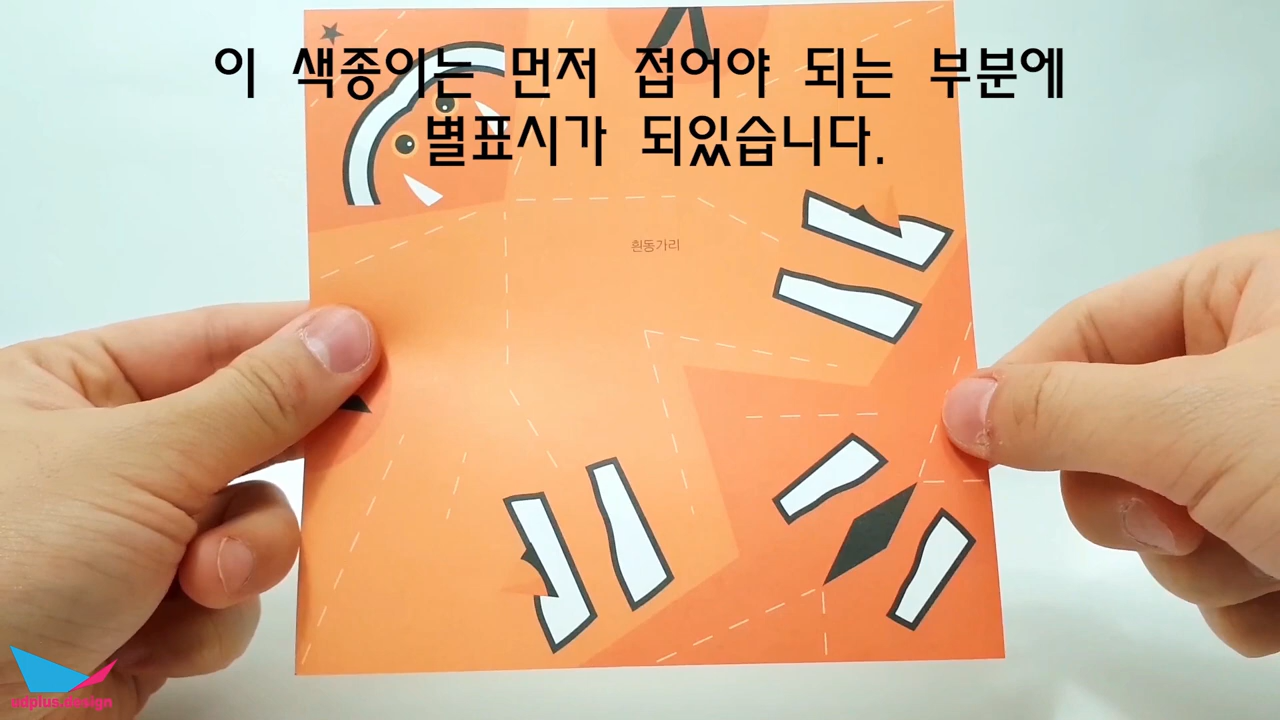 이 색종이는 먼저 접어야 되는 부분에
별표시가 되있습니다.
흰동가리
udplus.design